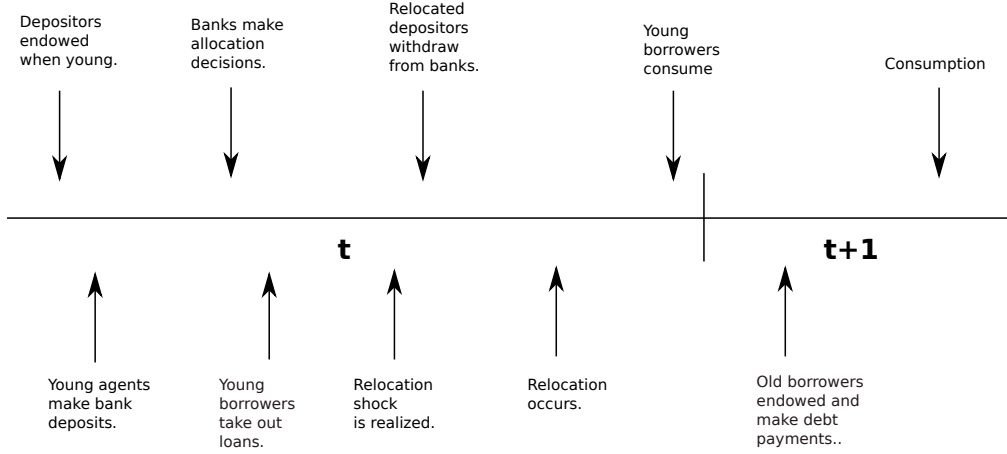 Depositors
endowed
when young.
Banks make
allocation
decisions.
Relocated
depositors
withdraw
from banks.
Young
borrowers
consume
Consumption
t
t+1
Young agents
make bank
deposits.
Young
borrowers
take out
loans.
Relocation
shock
is realized.
Relocation
occurs.
Old borrowers
endowed and
make debt
payments..